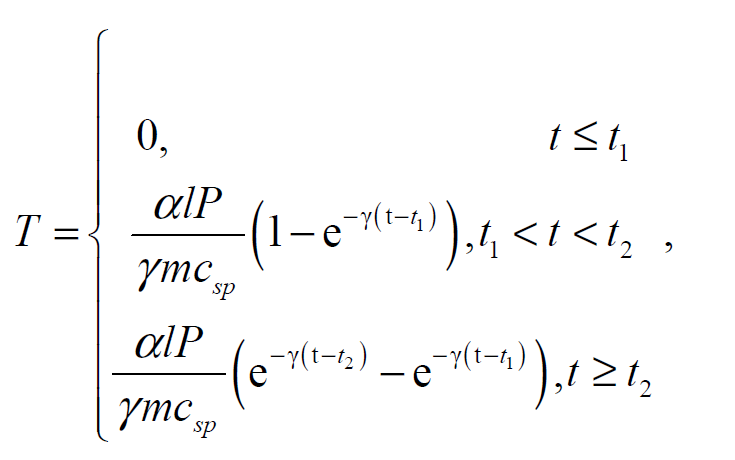 0, t ≤ t₁
T = { αlP/γmc_sp (1 − e^{−γ(t−t₁)}), t₁ < t < t₂ ,
αlP/γmc_sp (e^{−γ(t−t₂)} − e^{−γ(t−t₁)}), t ≥ t₂